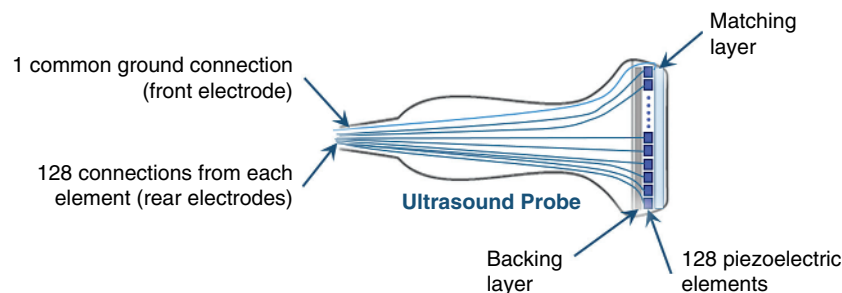 Matching
layer
1 common ground connection
(front electrode)
128 connections from each
element (rear electrodes)
Ultrasound Probe
Backing
layer
128 piezoelectric
elements